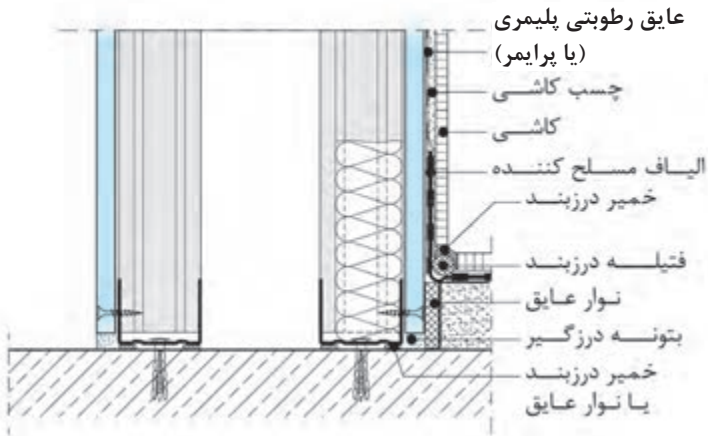 عایق رطوبتی پلیمری
(یا پرایمر)
چسب کاشی
کاشی
الیاف مسلح کننده
خمیر درزبند
فتیله درزبند
نوار عایق
بتونه درزگیر
خمیر درزبند
یا نوار عایق